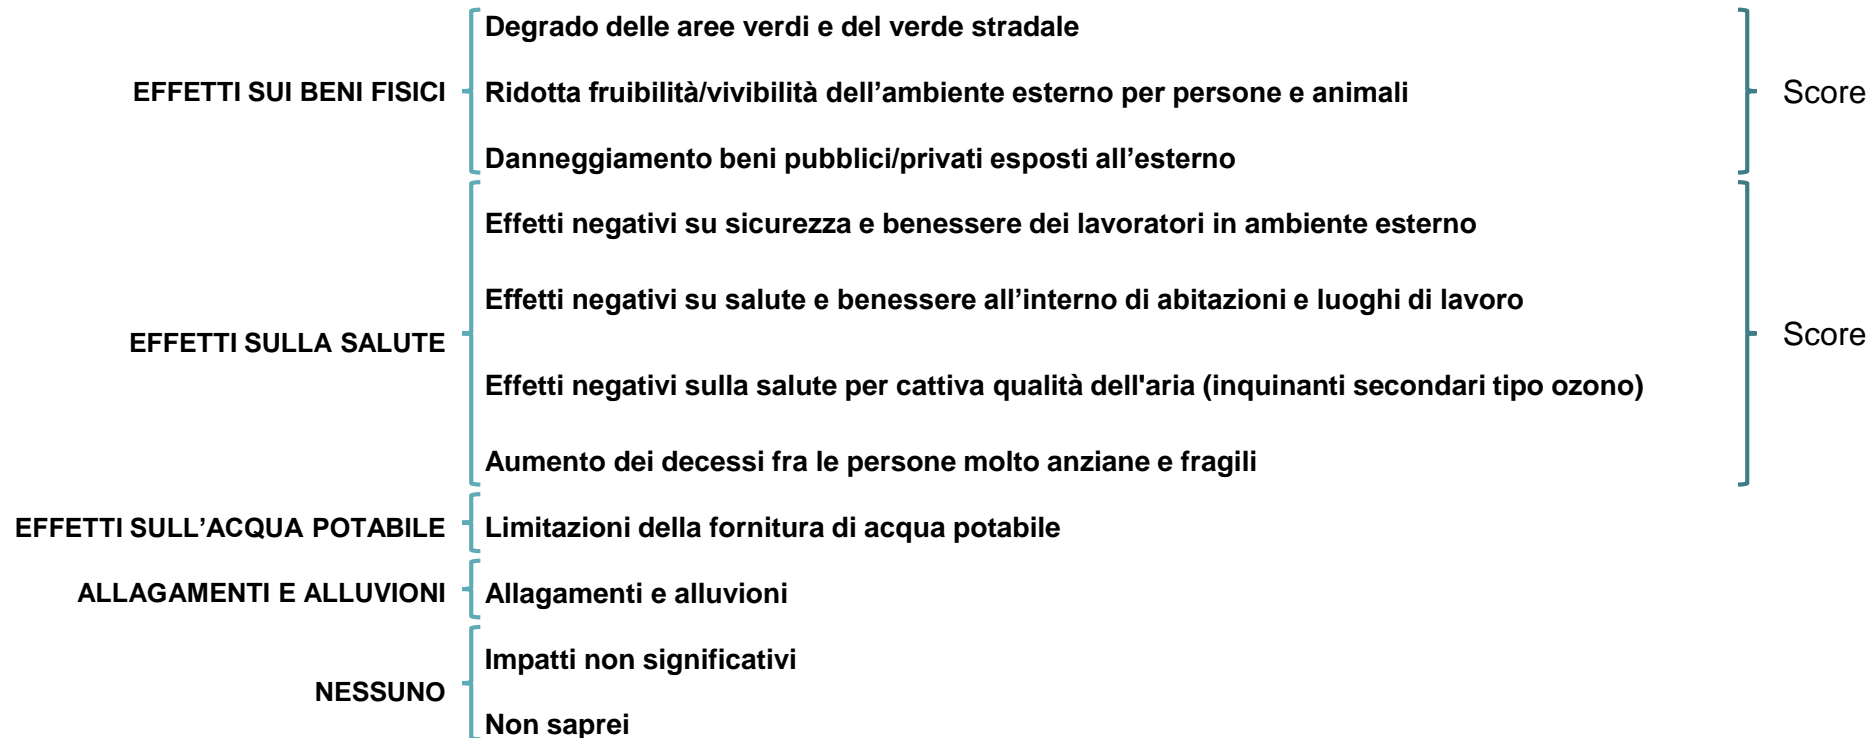 EFFETTI SUI BENI FISICI
Degrado delle aree verdi e del verde stradale
Ridotta fruibilità/vivibilità dell’ambiente esterno per persone e animali
Danneggiamento beni pubblici/privati esposti all’esterno
Score
EFFETTI SULLA SALUTE
Effetti negativi su sicurezza e benessere dei lavoratori in ambiente esterno
Effetti negativi su salute e benessere all’interno di abitazioni e luoghi di lavoro
Effetti negativi sulla salute per cattiva qualità dell'aria (inquinanti secondari tipo ozono)
Aumento dei decessi fra le persone molto anziane e fragili
Score
EFFETTI SULL’ACQUA POTABILE
Limitazioni della fornitura di acqua potabile
ALLAGAMENTI E ALLUVIONI
Allagamenti e alluvioni
NESSUNO
Impatti non significativi
Non saprei